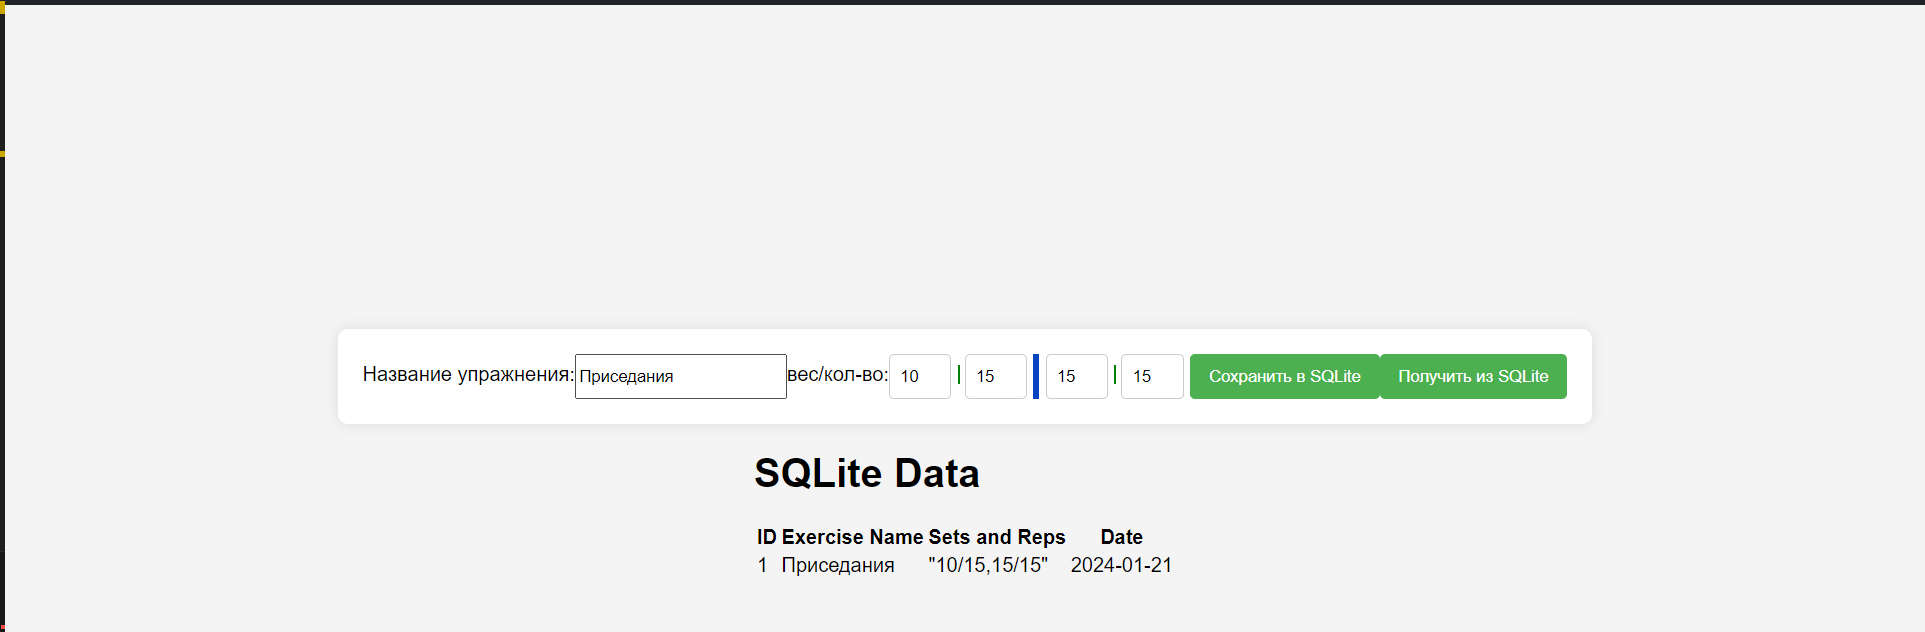 Название упражнения: Приседания вес/кол-во: 10 15 15 15 Сохранить в SQLite Получить из SQLite
SQLite Data
ID Exercise Name Sets and Reps Date
1 Приседания "10/15,15/15" 2024-01-21